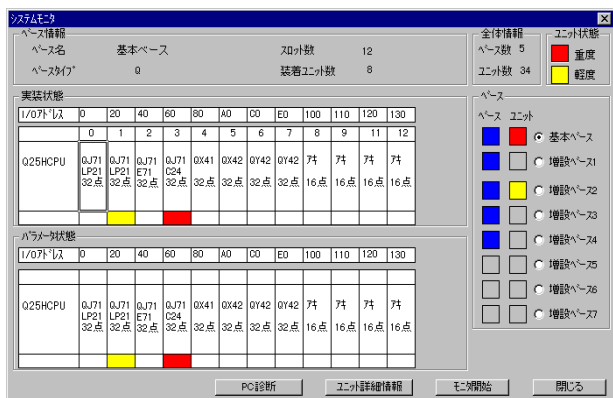 システムモニタ
ベース情報
ベース名 基本ベース スロット数 12
ベースタイプ Q 装着ユニット数 8
全体情報
ベース数 5
ユニット数 34
ユニット状態
重度
軽度
実装状態
I/Oアドレス 0 20 40 60 80 A0 C0 E0 100 110 120 130
0 1 2 3 4 5 6 7 8 9 11 12
Q25HCPU QJ71 QJ71 QJ71 QJ71 QX41 QX42 QY42 QY42 アキ アキ アキ アキ
LP21 LP21 E71 C24
32点 32点 32点 32点 32点 32点 32点 32点 16点 16点 16点 16点
パラメータ状態
I/Oアドレス 0 20 40 60 80 A0 C0 E0 100 110 120 130
Q25HCPU QJ71 QJ71 QJ71 QJ71 QX41 QX42 QY42 QY42 アキ アキ アキ アキ
LP21 LP21 E71 C24
32点 32点 32点 32点 32点 32点 32点 32点 16点 16点 16点 16点
ベース
ベース ユニット
基本ベース
増設ベース1
増設ベース2
増設ベース3
増設ベース4
増設ベース5
増設ベース6
増設ベース7
PC診断 ユニット詳細情報 モニタ開始 閉じる